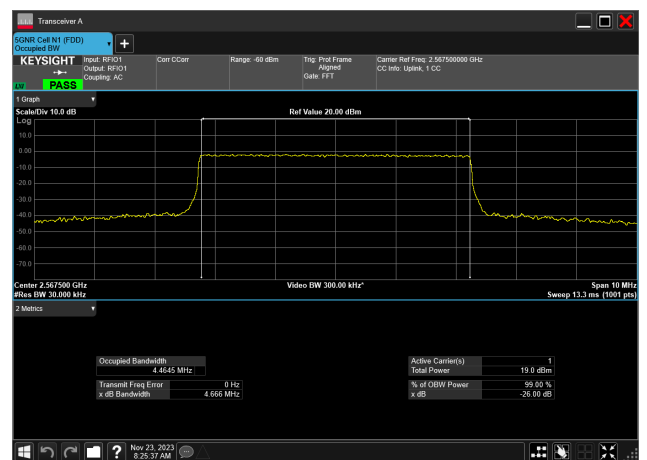 Transceiver A
5GNR Cell N1 (FDD)
Occupied BW
KEYSIGHT
LV
PASS
Input: RFIO1
Output: RFIO1
Coupling: AC
Corr CCorr
Range: -60 dBm
Trig: Prot Frame
Aligned
Gate: FFT
Carrier Ref Freq: 2.567500000 GHz
CC Info: Uplink, 1 CC
1 Graph
Scale/Div 10.0 dB
Ref Value 20.00 dBm
Log
10.0
0.00
-10.0
-20.0
-30.0
-40.0
-50.0
-60.0
-70.0
Center 2.567500 GHz
Video BW 300.00 kHz*
Span 10 MHz
#Res BW 30.000 kHz
Sweep 13.3 ms (1001 pts)
2 Metrics
Occupied Bandwidth
4.4645 MHz
Transmit Freq Error 0 Hz
x dB Bandwidth 4.666 MHz
Active Carrier(s) 1
Total Power 19.0 dBm
% of OBW Power 99.00 %
x dB -26.00 dB
?
Nov 23, 2023
8:25:37 AM